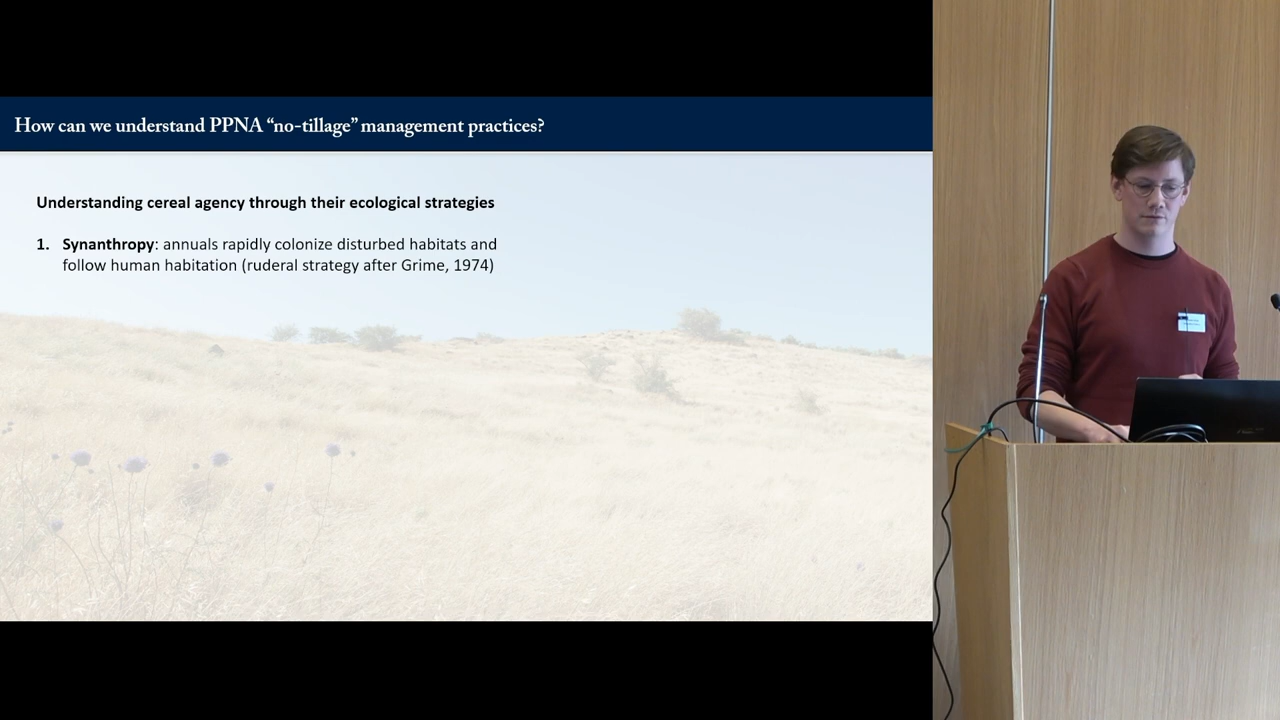 How can we understand PPNA “no-tillage” management practices?
Understanding cereal agency through their ecological strategies
1. Synanthropy: annuals rapidly colonize disturbed habitats and
follow human habitation (ruderal strategy after Grime, 1974)